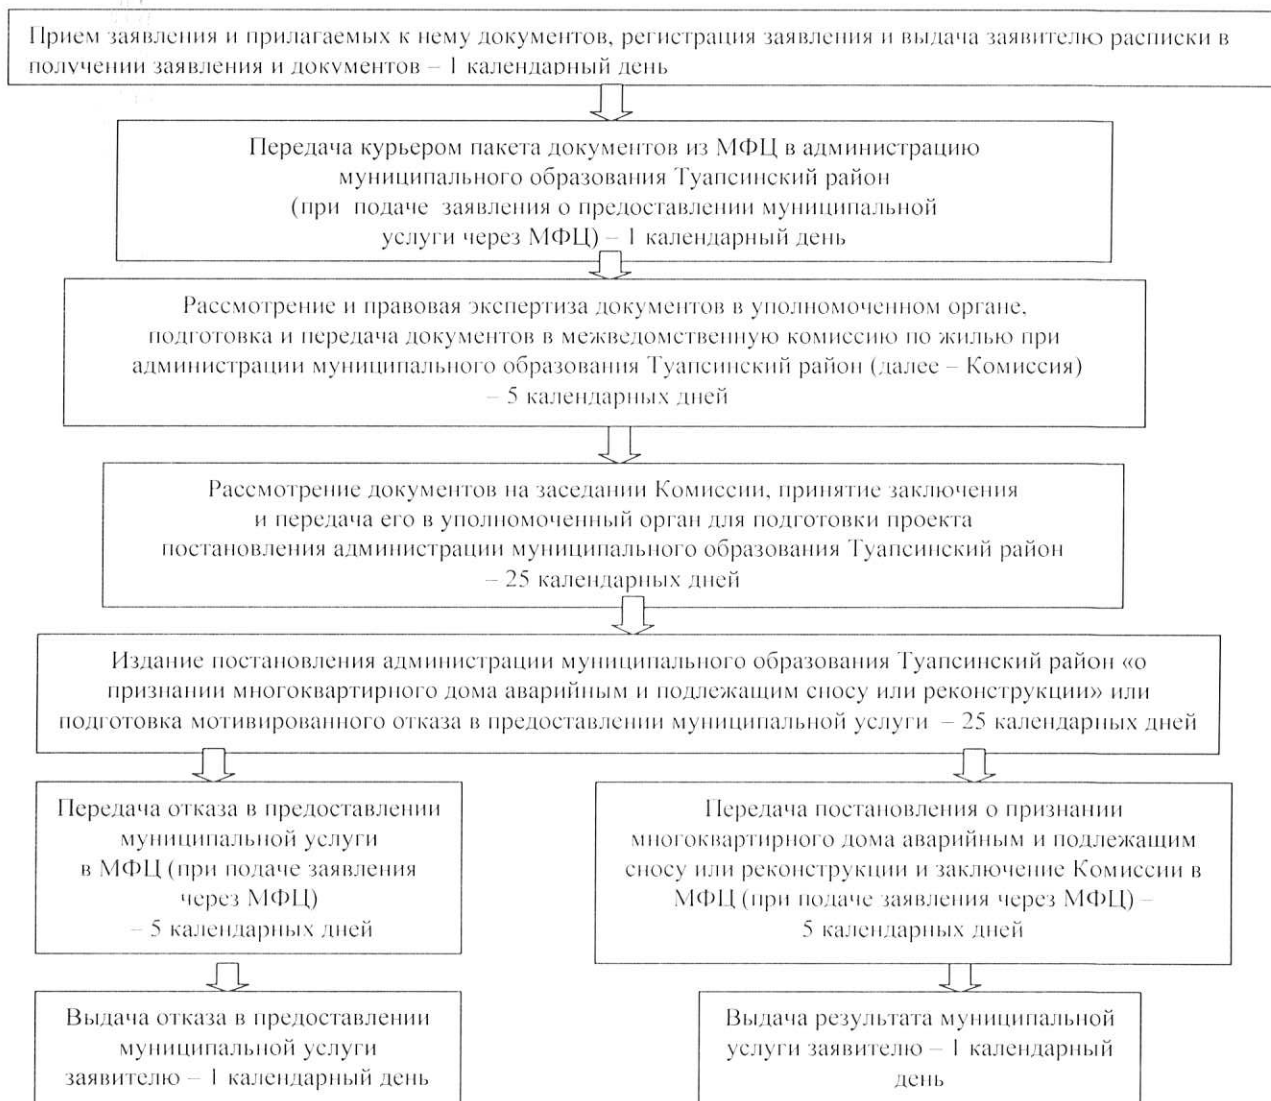 Прием заявления и прилагаемых к нему документов, регистрация заявления и выдача заявителю расписки в
получении заявления и документов – 1 календарный день
Передача курьером пакета документов из МФЦ в администрацию
муниципального образования Туапсинский район
(при подаче заявления о предоставлении муниципальной
услуги через МФЦ) – 1 календарный день
Рассмотрение и правовая экспертиза документов в уполномоченном органе,
подготовка и передача документов в межведомственную комиссию по жилью при
администрации муниципального образования Туапсинский район (далее – Комиссия)
– 5 календарных дней
Рассмотрение документов на заседании Комиссии, принятие заключения
и передача его в уполномоченный орган для подготовки проекта
постановления администрации муниципального образования Туапсинский район
– 25 календарных дней
Издание постановления администрации муниципального образования Туапсинский район «о
признании многоквартирного дома аварийным и подлежащим сносу или реконструкции» или
подготовка мотивированного отказа в предоставлении муниципальной услуги – 25 календарных дней
Передача отказа в предоставлении
муниципальной услуги
в МФЦ (при подаче заявления
через МФЦ)
– 5 календарных дней
Передача постановления о признании
многоквартирного дома аварийным и подлежащим
сносу или реконструкции и заключение Комиссии в
МФЦ (при подаче заявления через МФЦ) –
5 календарных дней
Выдача отказа в предоставлении
муниципальной услуги
заявителю – 1 календарный день
Выдача результата муниципальной
услуги заявителю – 1 календарный
день